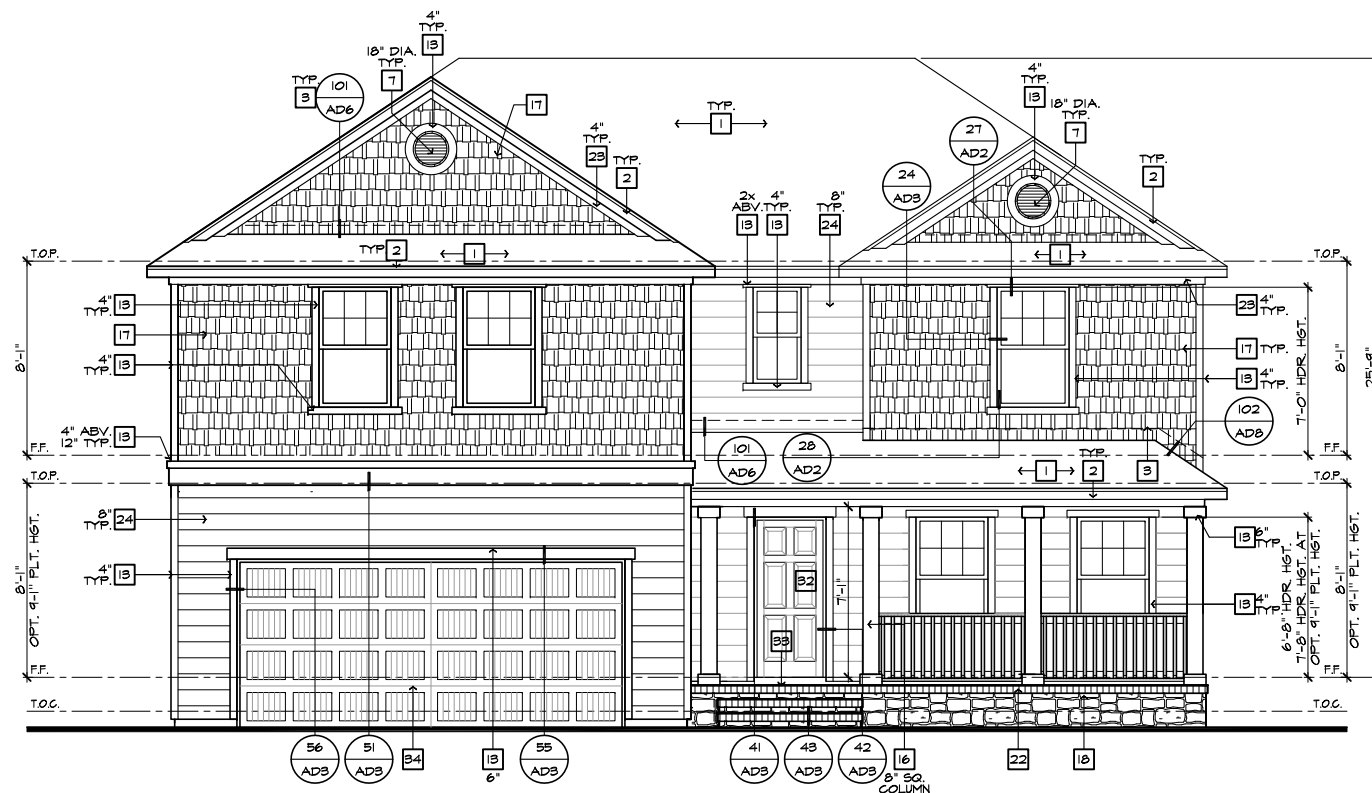 4"
TYP.
13
18" DIA.
TYP.
7
TYP.
3
101
AD6
17
4"
TYP.
23
TYP.
2
TYP.
1
4"
TYP.
13
18" DIA.
TYP.
7
27
AD2
24
AD3
TYP.
2
2x
ABV.
13
4"
TYP.
13
8"
TYP.
24
T.O.P.
TYP.
2
1
1
T.O.P.
4"
TYP.
13
17
4"
TYP.
13
8'-1"
23
4"
TYP.
17
TYP.
13
4"
TYP.
7'-0" HDR. HGT.
8'-1"
25'-9"
4" ABV.
12" TYP.
13
F.F.
101
AD6
28
AD2
1
TYP.
2
3
102
AD8
F.F.
T.O.P.
T.O.P.
8"
TYP.
24
4"
TYP.
13
8'-1"
OPT. 9'-1" PLT. HGT.
32
7'-1"
33
13
6"
TYP.
13
4"
TYP.
6'-8" HDR. HGT.
7'-8" HDR. HGT. AT
OPT. 9'-1" PLT. HGT.
8'-1"
OPT. 9'-1" PLT. HGT.
F.F.
F.F.
T.O.C.
T.O.C.
56
AD3
51
AD3
34
13
6"
55
AD3
41
AD3
43
AD3
42
AD3
16
8" SQ.
COLUMN
22
18